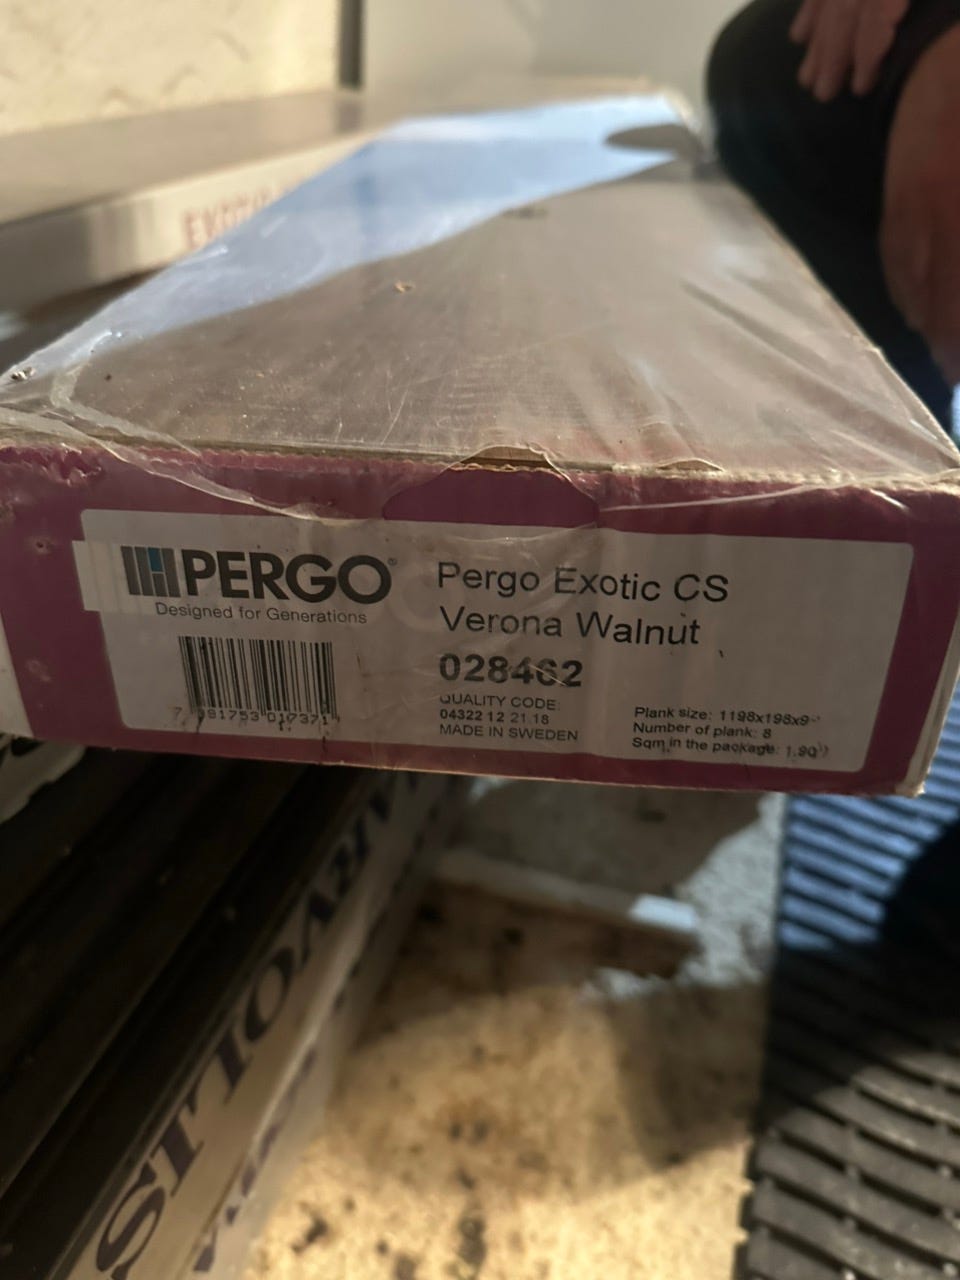 PERGO®
Designed for Generations
Pergo Exotic CS
Verona Walnut
028462
QUALITY CODE:
04322 12 21.18
MADE IN SWEDEN
Plank size: 1198x198x9
Number of plank: 8
Sqm in the package: 1.90